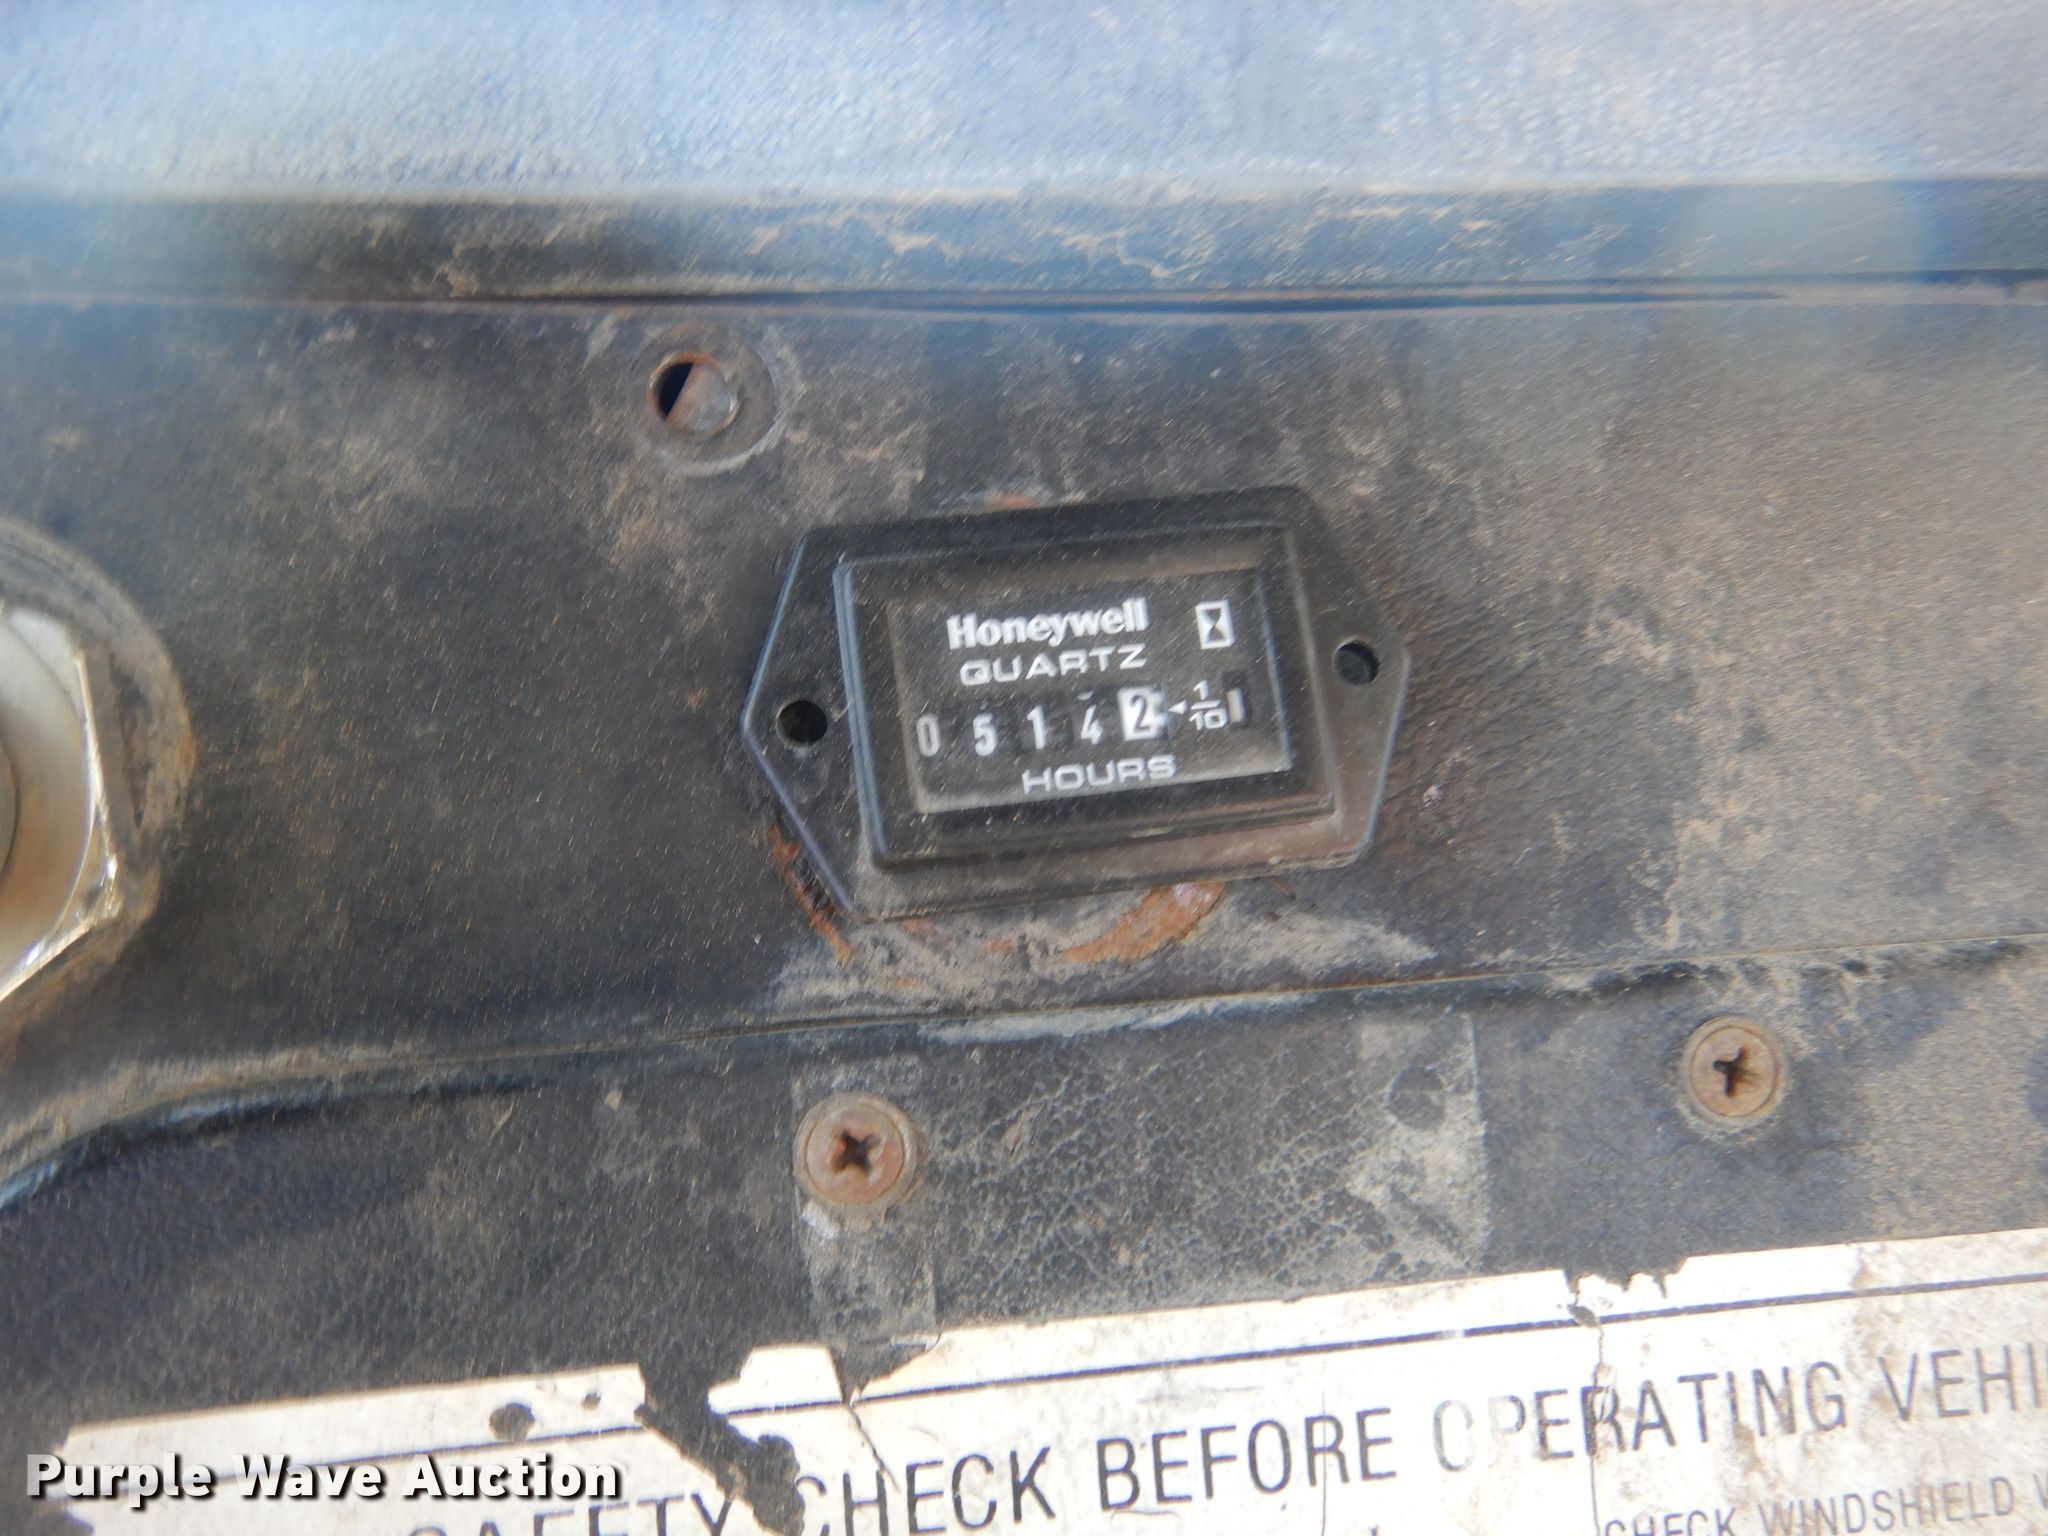 Honeywell
QUARTZ
0 5 1 4 2 1/10
HOURS
SAFETY CHECK BEFORE OPERATING VEHI
CHECK WINDSHIELD W
Purple Wave Auction